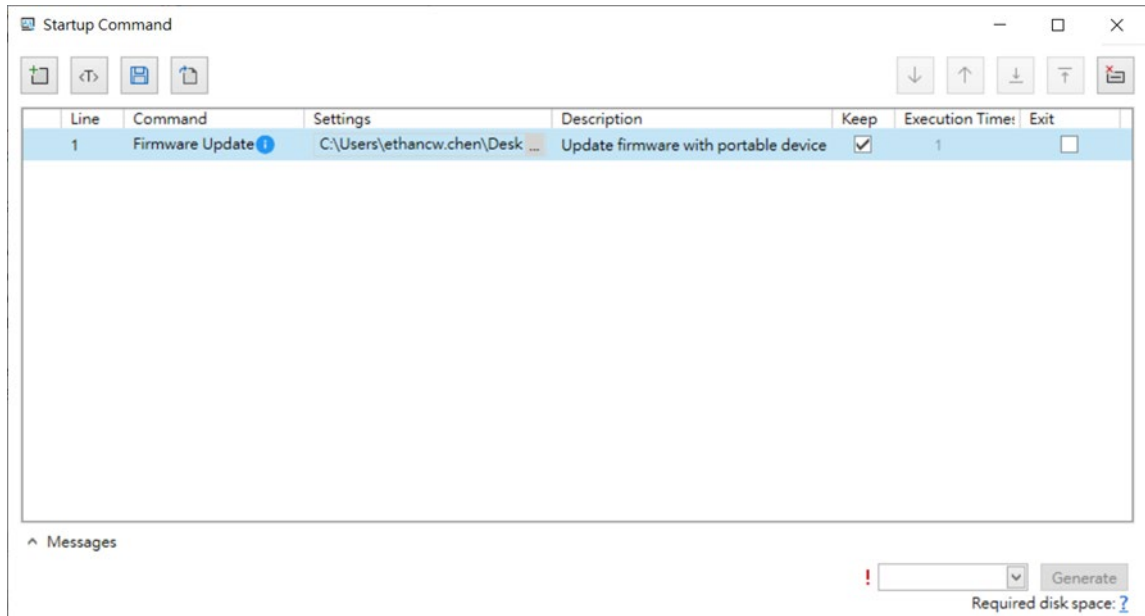 Startup Command
<T>
Line Command Settings Description Keep Execution Times Exit
1 Firmware Update i C:\Users\ethancw.chen\Desk ... Update firmware with portable device 1
Messages
! Generate
Required disk space: ?